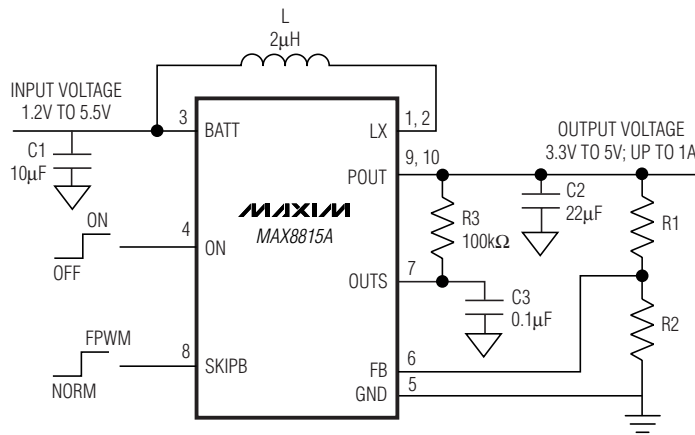 L
2µH
INPUT VOLTAGE
1.2V TO 5.5V
3
BATT
LX
1, 2
C1
10µF
OUTPUT VOLTAGE
3.3V TO 5V; UP TO 1A
9, 10
POUT
C2
22µF
R1
MAXIM
MAX8815A
R3
100kΩ
ON
OFF
4
ON
OUTS
7
C3
0.1µF
R2
FPWM
NORM
8
SKIPB
6
FB
5
GND